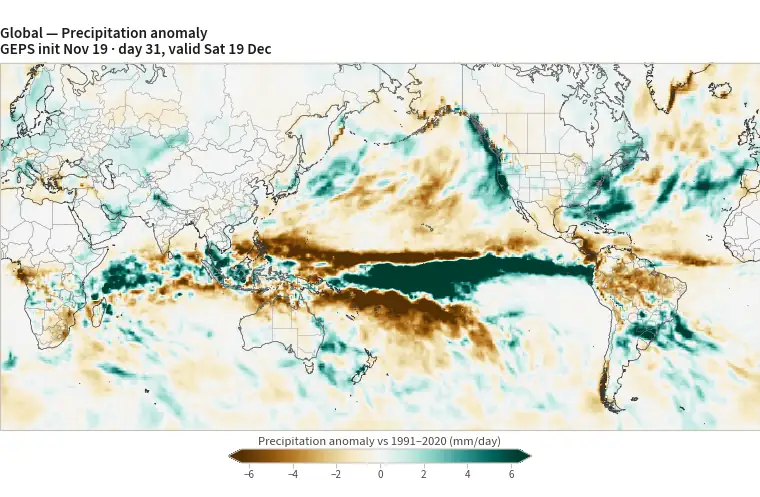 Global — Precipitation anomaly
GEPS init Nov 19 · day 31, valid Sat 19 Dec
Precipitation anomaly vs 1991–2020 (mm/day)
−6 −4 −2 0 2 4 6